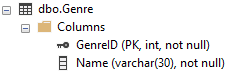 dbo.Genre
Columns
GenreID (PK, int, not null)
Name (varchar(30), not null)